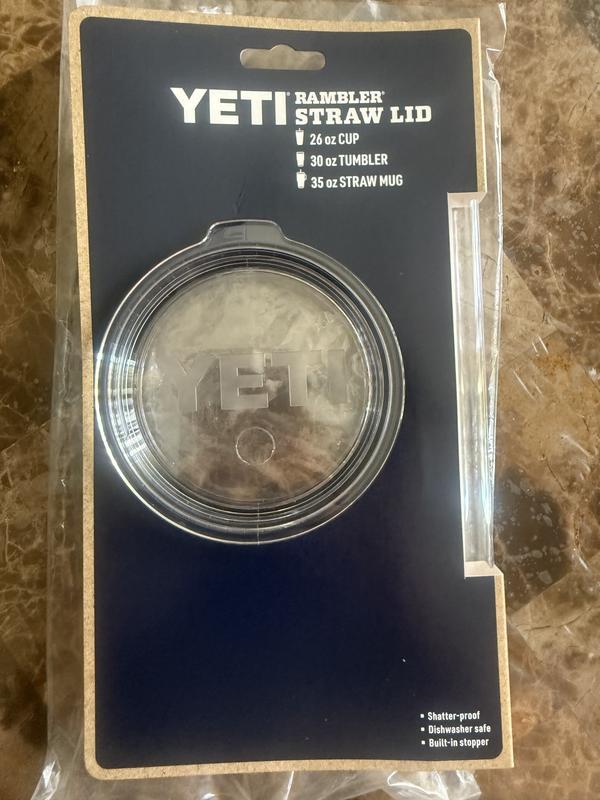 YETI® RAMBLER®
STRAW LID
26 oz CUP
30 oz TUMBLER
35 oz STRAW MUG
YETI
▪ Shatter-proof
▪ Dishwasher safe
▪ Built-in stopper